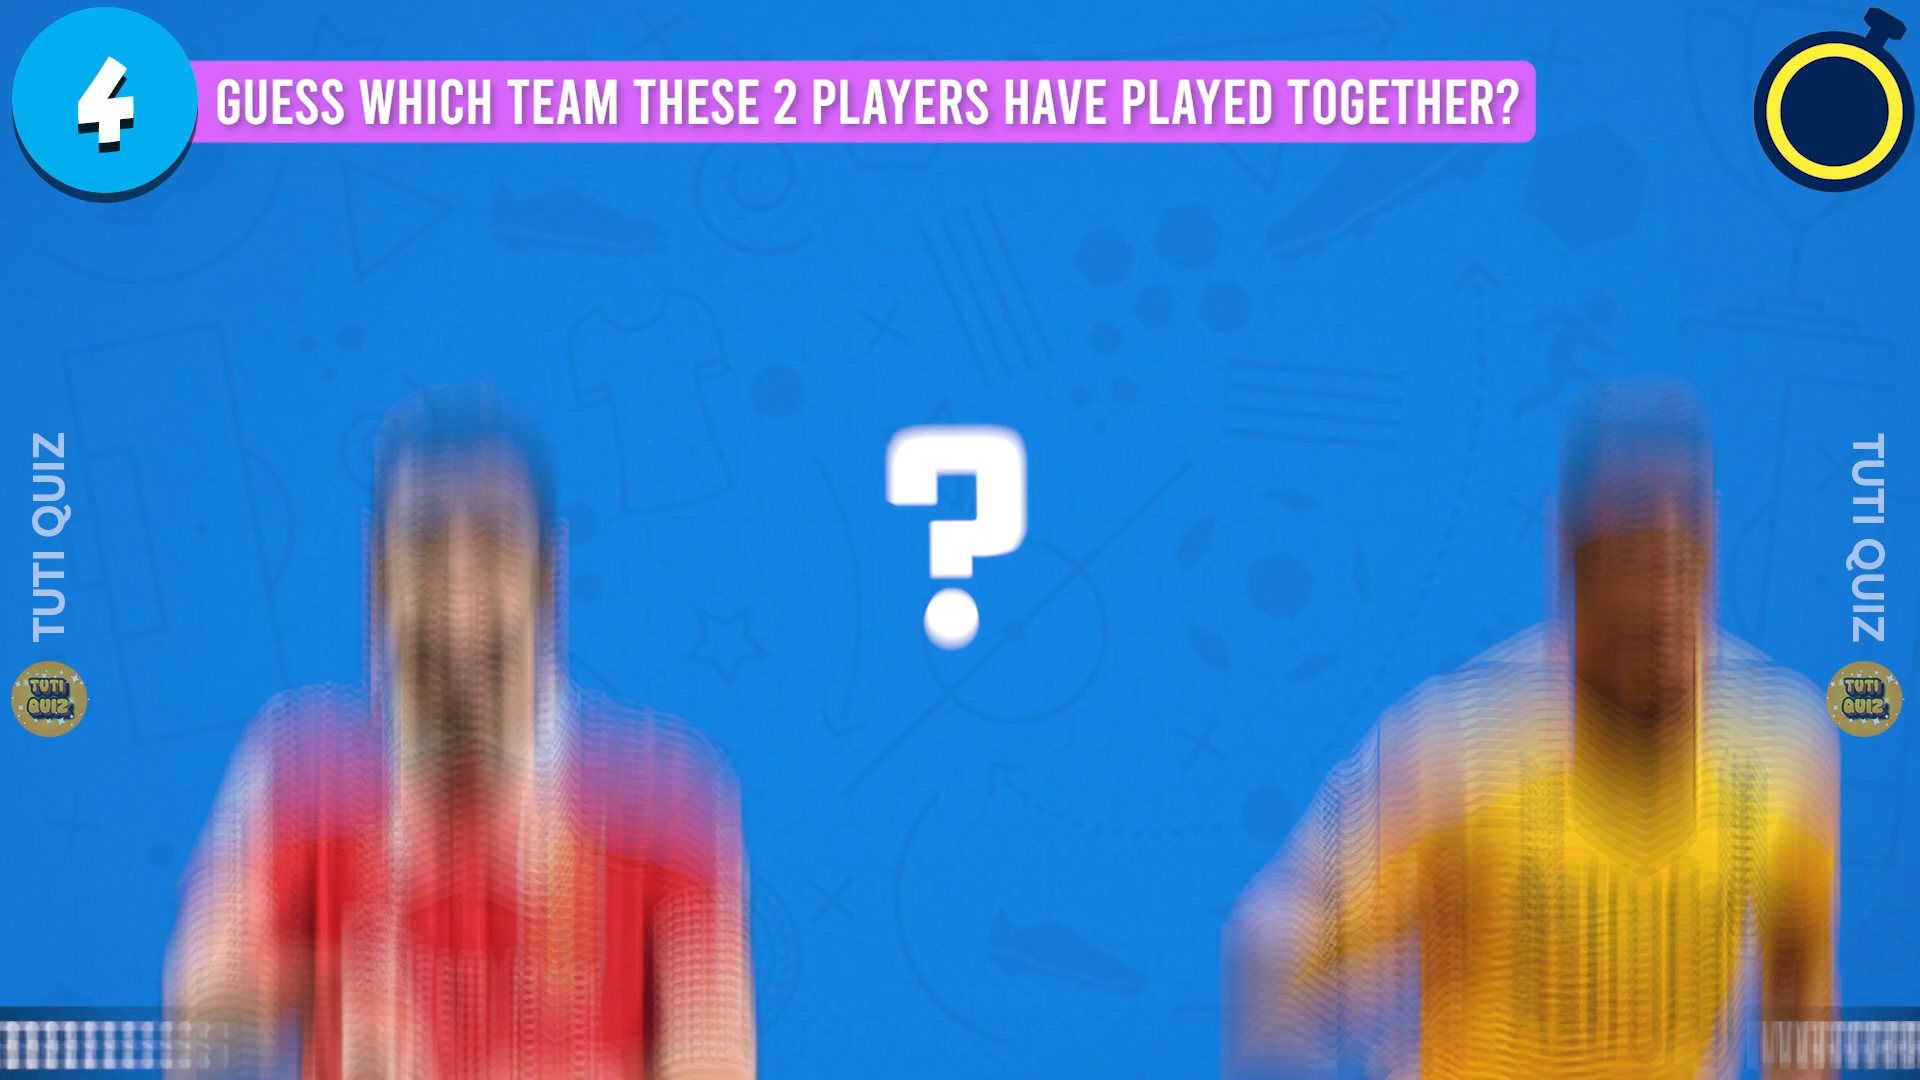 4
GUESS WHICH TEAM THESE 2 PLAYERS HAVE PLAYED TOGETHER?
?
TUTI QUIZ
TUTI QUIZ
TUTI
QUIZ
TUTI
QUIZ